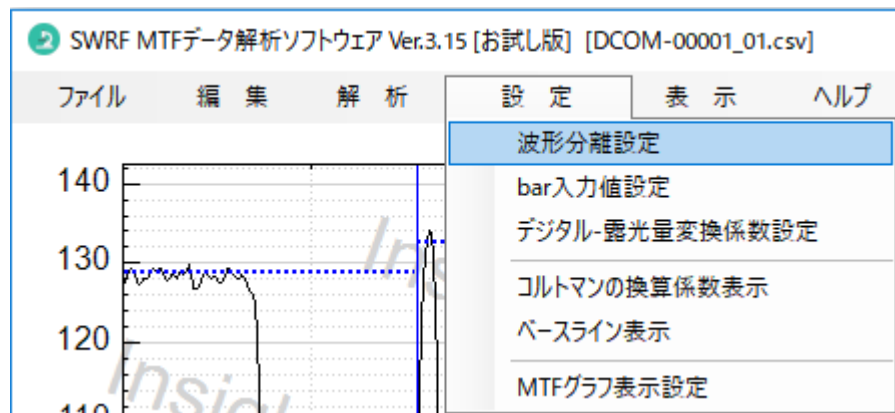 SWRF MTFデータ解析ソフトウェア Ver.3.15 [お試し版] [DCOM-00001_01.csv]
ファイル 編 集 解 析 設 定 表 示 ヘルプ
波形分離設定
bar入力値設定
デジタル-露光量変換係数設定
コルトマンの換算係数表示
ベースライン表示
MTFグラフ表示設定
140
130
120